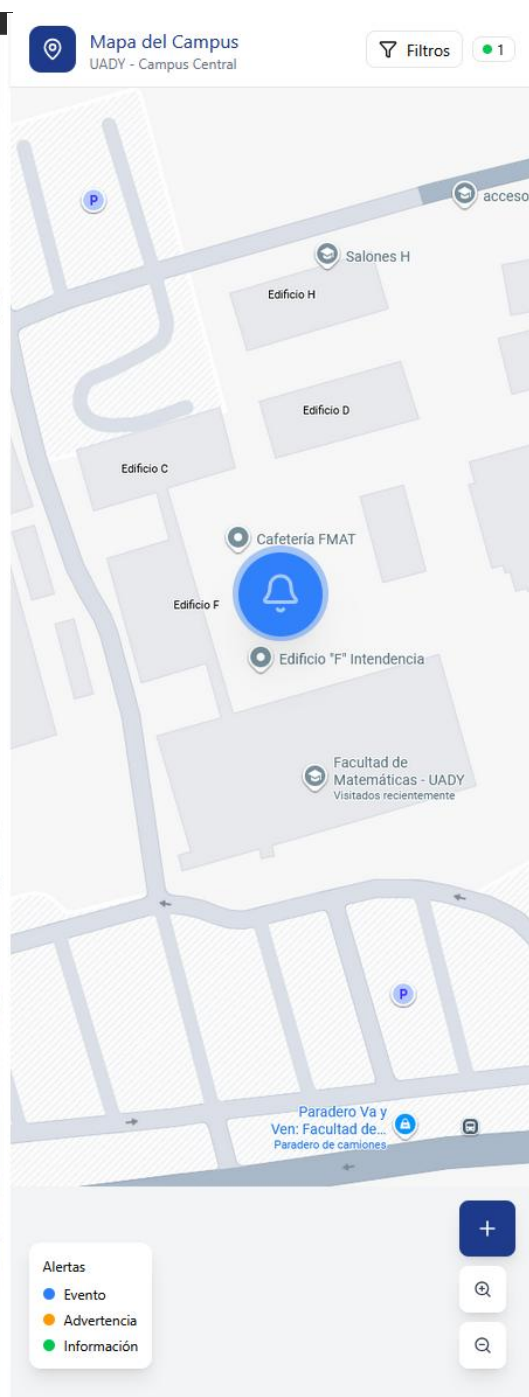 Mapa del Campus
UADY - Campus Central
Filtros
1
P
acceso
Salones H
Edificio H
Edificio D
Edificio C
Cafetería FMAT
Edificio F
Edificio "F" Intendencia
Facultad de
Matemáticas - UADY
Visitados recientemente
P
Paradero Va y
Ven: Facultad de...
Paradero de camiones
Alertas
Evento
Advertencia
Información